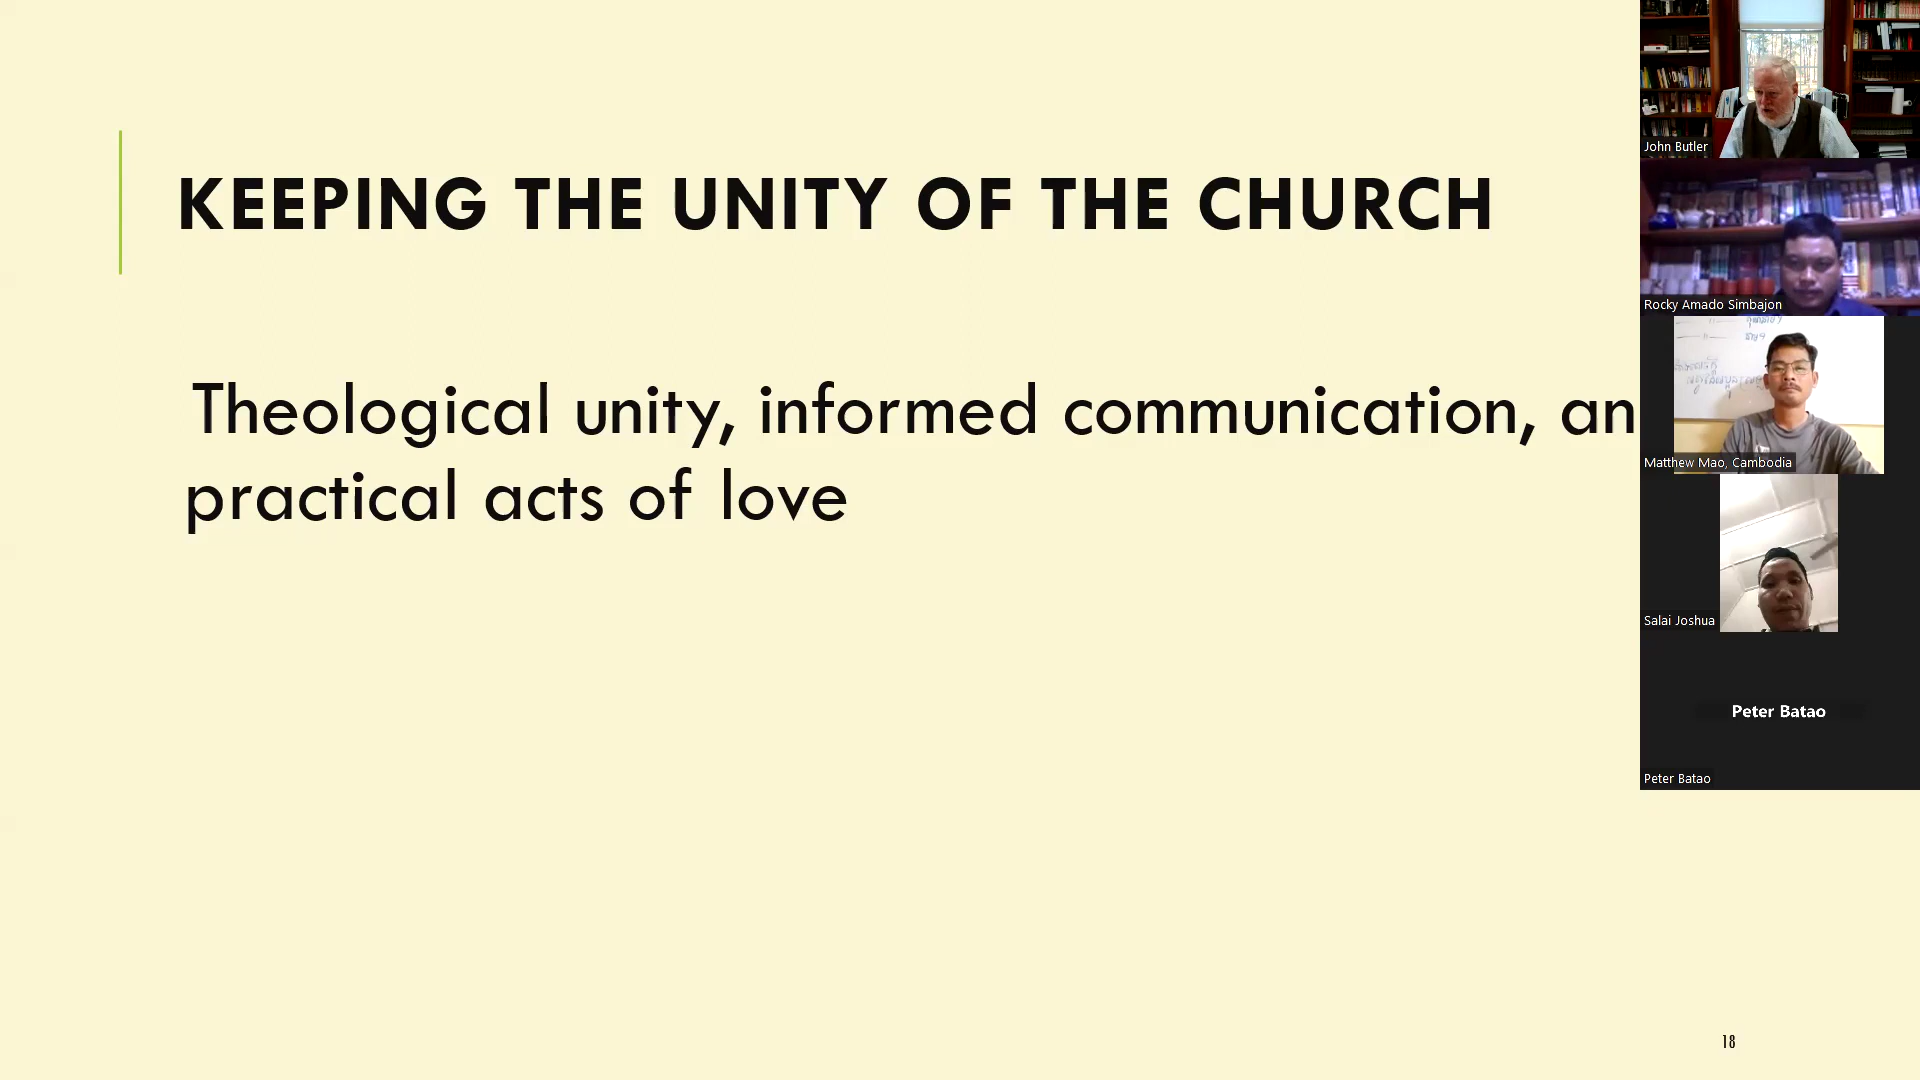 KEEPING THE UNITY OF THE CHURCH
Theological unity, informed communication, an
practical acts of love
18
John Butler
Rocky Amado Simbajon
Matthew Mao, Cambodia
Salai Joshua
Peter Batao
Peter Batao